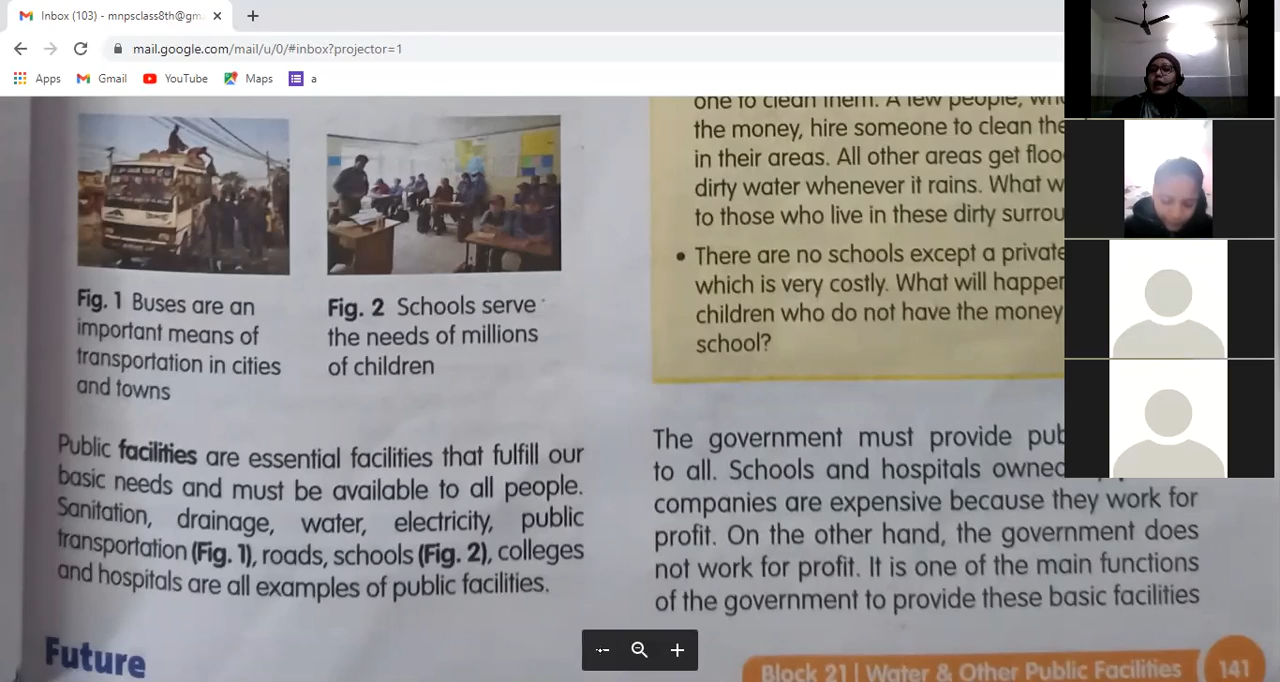 Inbox (103) - mnpsclass8th@gm
mail.google.com/mail/u/0/#inbox?projector=1
Apps Gmail YouTube Maps a
Fig. 1 Buses are an
important means of
transportation in cities
and towns
Fig. 2 Schools serve
the needs of millions
of children
Public facilities are essential facilities that fulfill our
basic needs and must be available to all people.
Sanitation, drainage, water, electricity, public
transportation (Fig. 1), roads, schools (Fig. 2), colleges
and hospitals are all examples of public facilities.
Future
one to clean them. A few people,
the money, hire someone to clean
in their areas. All other areas get
dirty water whenever it rains. What
to those who live in these dirty
• There are no schools except a private
which is very costly. What will
children who do not have the money
school?
The government must provide
to all. Schools and hospitals
companies are expensive because they work for
profit. On the other hand, the government does
not work for profit. It is one of the main functions
of the government to provide these basic facilities
Block 21 | Water & Other Public Facilities 141